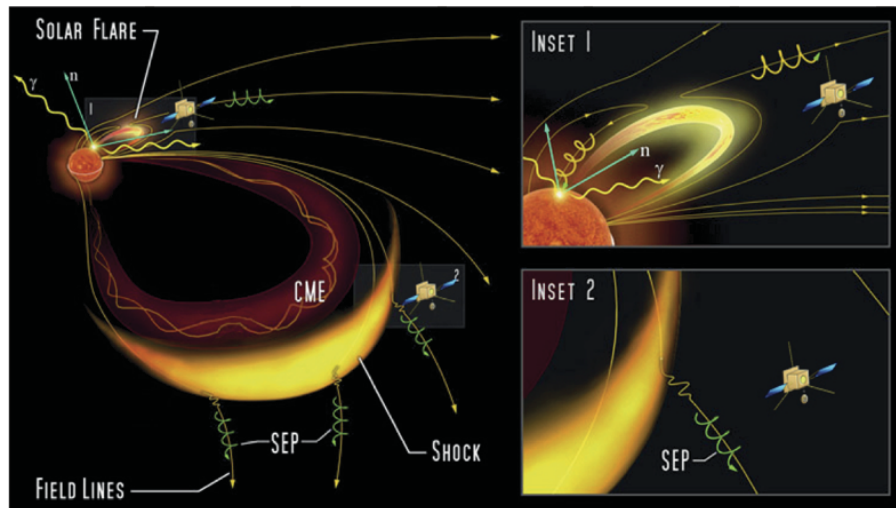 SOLAR FLARE
γ
n
1
CME
2
SEP
SHOCK
FIELD LINES
INSET 1
n
γ
INSET 2
SEP